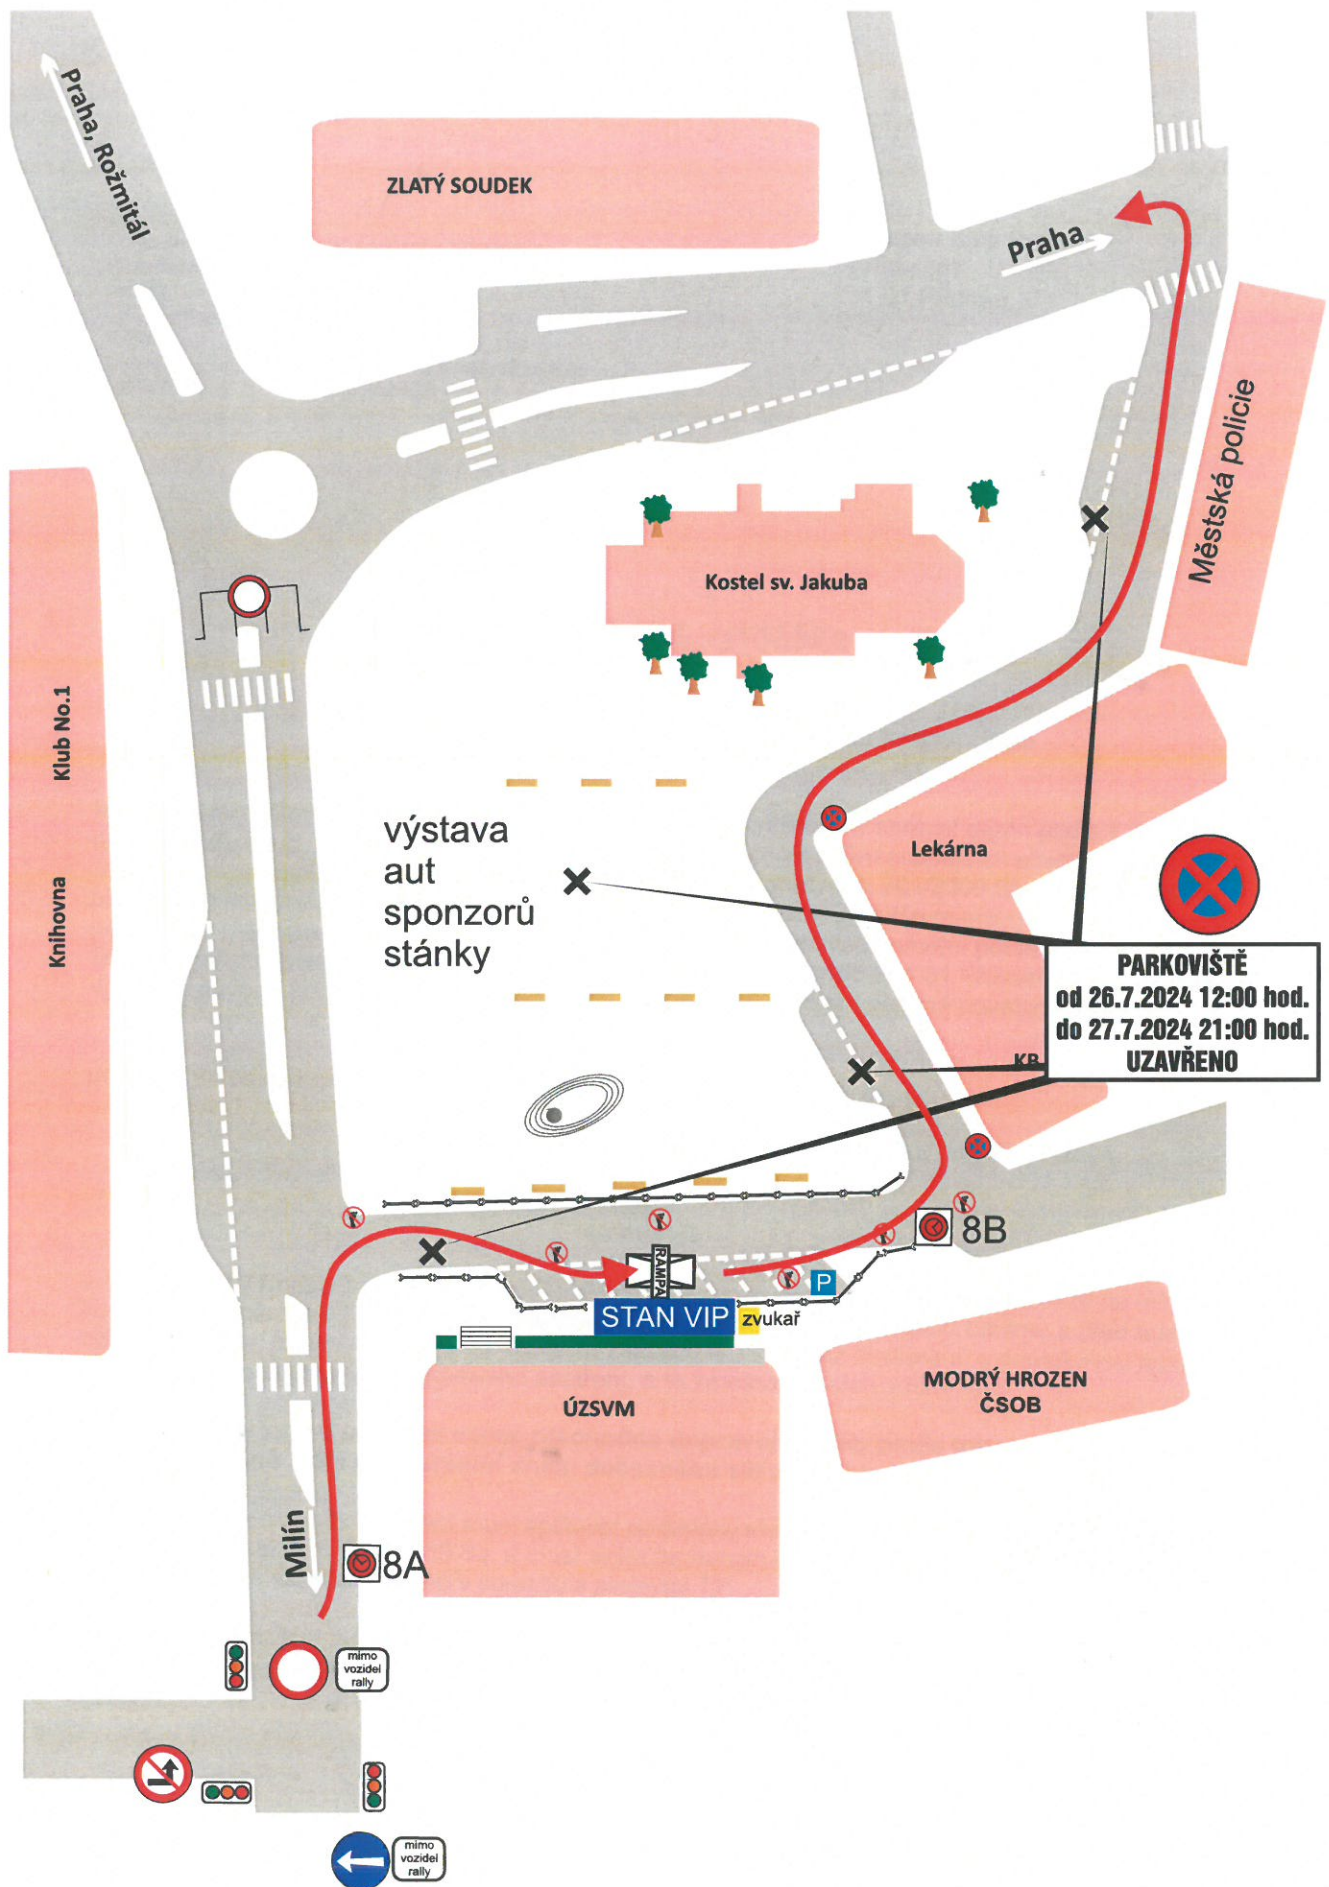 Praha, Rožmitál
ZLATÝ SOUDEK
Praha
Městská policie
Kostel sv. Jakuba
Klub No.1
Knihovna
výstava
aut
sponzorů
stánky
Lekárna
PARKOVIŠTĚ
od 26.7.2024 12:00 hod.
do 27.7.2024 21:00 hod.
UZAVŘENO
KB
8B
RAMPA
P
STAN VIP
zvukař
ÚZSVM
MODRÝ HROZEN
ČSOB
Milín
8A
mimo
vozidel
rally
mimo
vozidel
rally